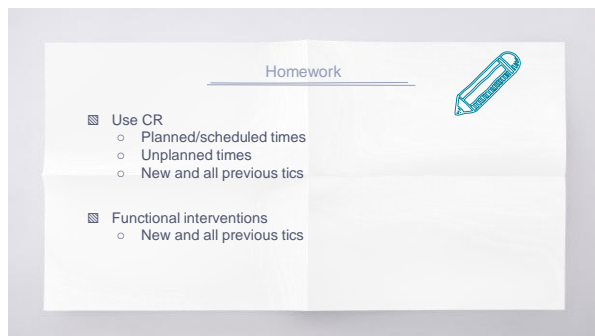 Homework
Use CR
Planned/scheduled times
Unplanned times
New and all previous tics
Functional interventions
New and all previous tics